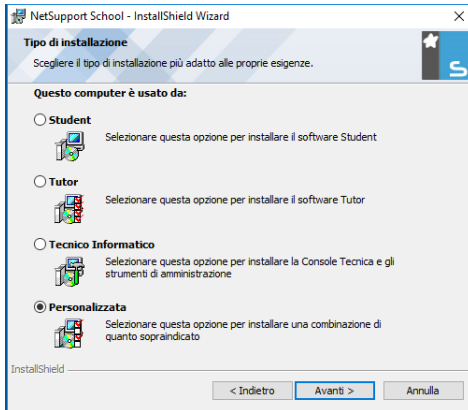 NetSupport School - InstallShield Wizard
Tipo di installazione
Scegliere il tipo di installazione più adatto alle proprie esigenze.
S
Questo computer è usato da:
Student
Selezionare questa opzione per installare il software Student
Tutor
Selezionare questa opzione per installare il software Tutor
Tecnico Informatico
Selezionare questa opzione per installare la Console Tecnica e gli
strumenti di amministrazione
Personalizzata
Selezionare questa opzione per installare una combinazione di
quanto sopraindicato
InstallShield
< Indietro
Avanti >
Annulla